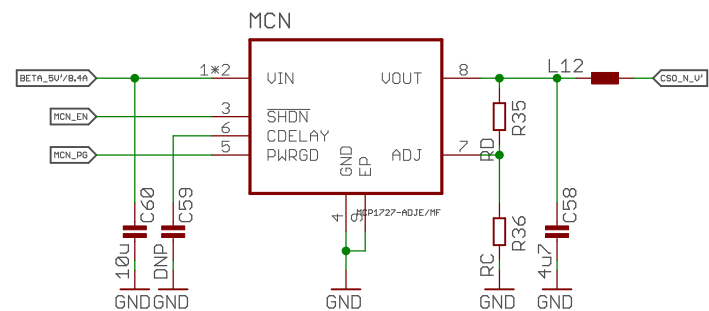 MCN
BETA_5V'/8.4A
1*2
VIN
VOUT
8
L12
CSO_N_V'
MCN_EN
3
SHDN
6
CDELAY
R35
MCN_PG
5
PWRGD
GND
EP
ADJ
7
RD
4
9
MCP1727-ADJE/MF
C60
10u
C59
DNP
R36
RC
C58
4u7
GND
GND
GND
GND
GND